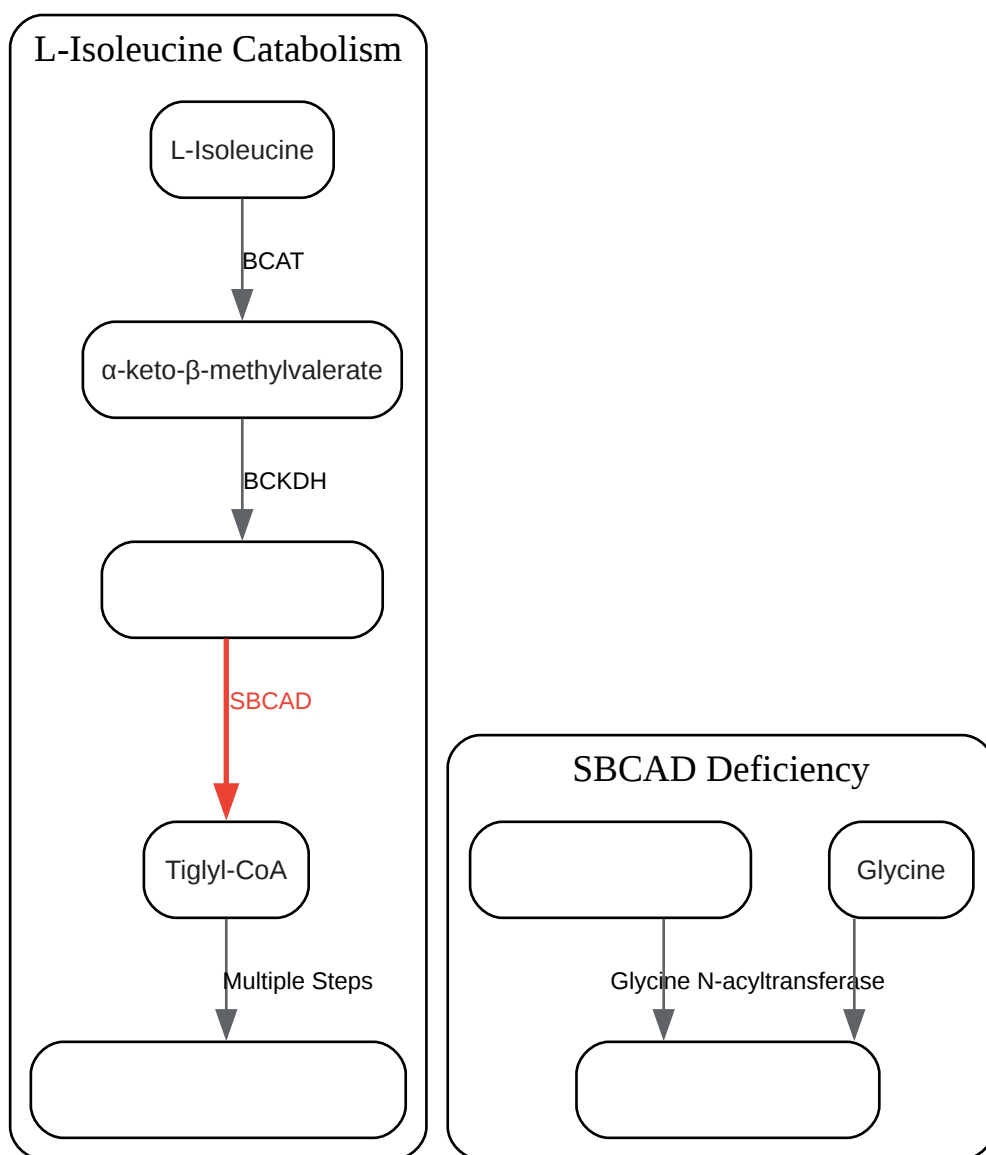 L-Isoleucine Catabolism
L-Isoleucine
BCAT
α-keto-β-methylvalerate
BCKDH
SBCAD
Tiglyl-CoA
Multiple Steps
SBCAD Deficiency
Glycine
Glycine N-acyltransferase